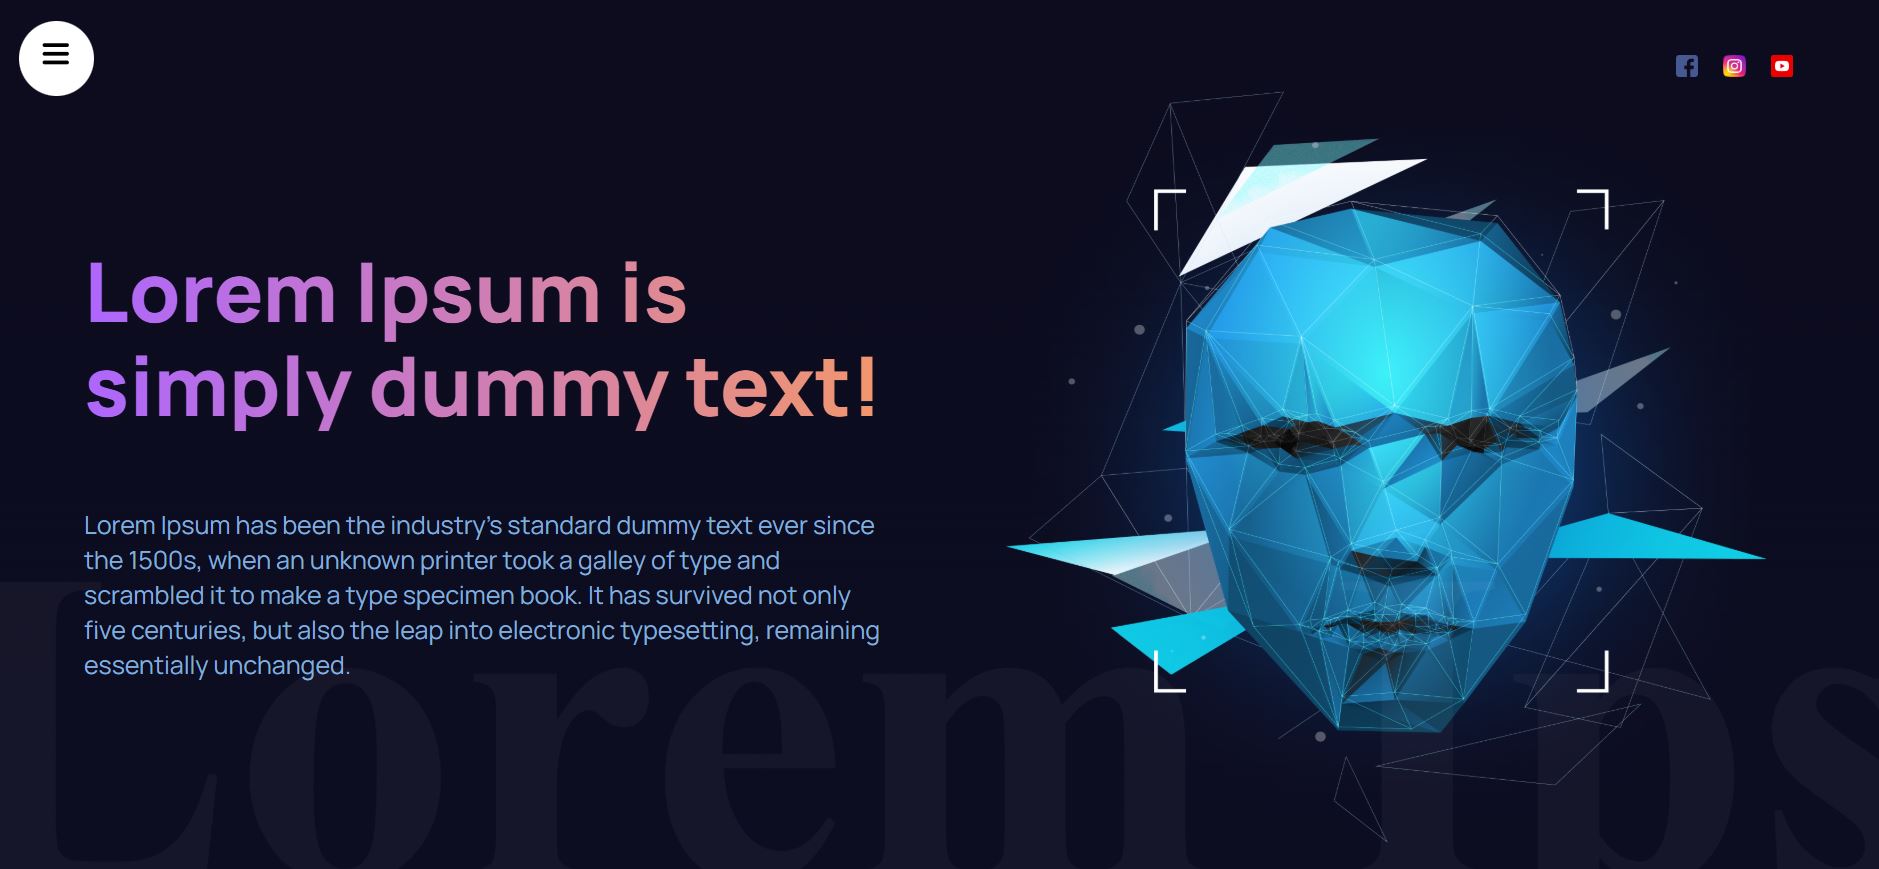 Lorem Ipsum is
simply dummy text!
Lorem Ipsum has been the industry's standard dummy text ever since
the 1500s, when an unknown printer took a galley of type and
scrambled it to make a type specimen book. It has survived not only
five centuries, but also the leap into electronic typesetting, remaining
essentially unchanged.
Lorem Ips